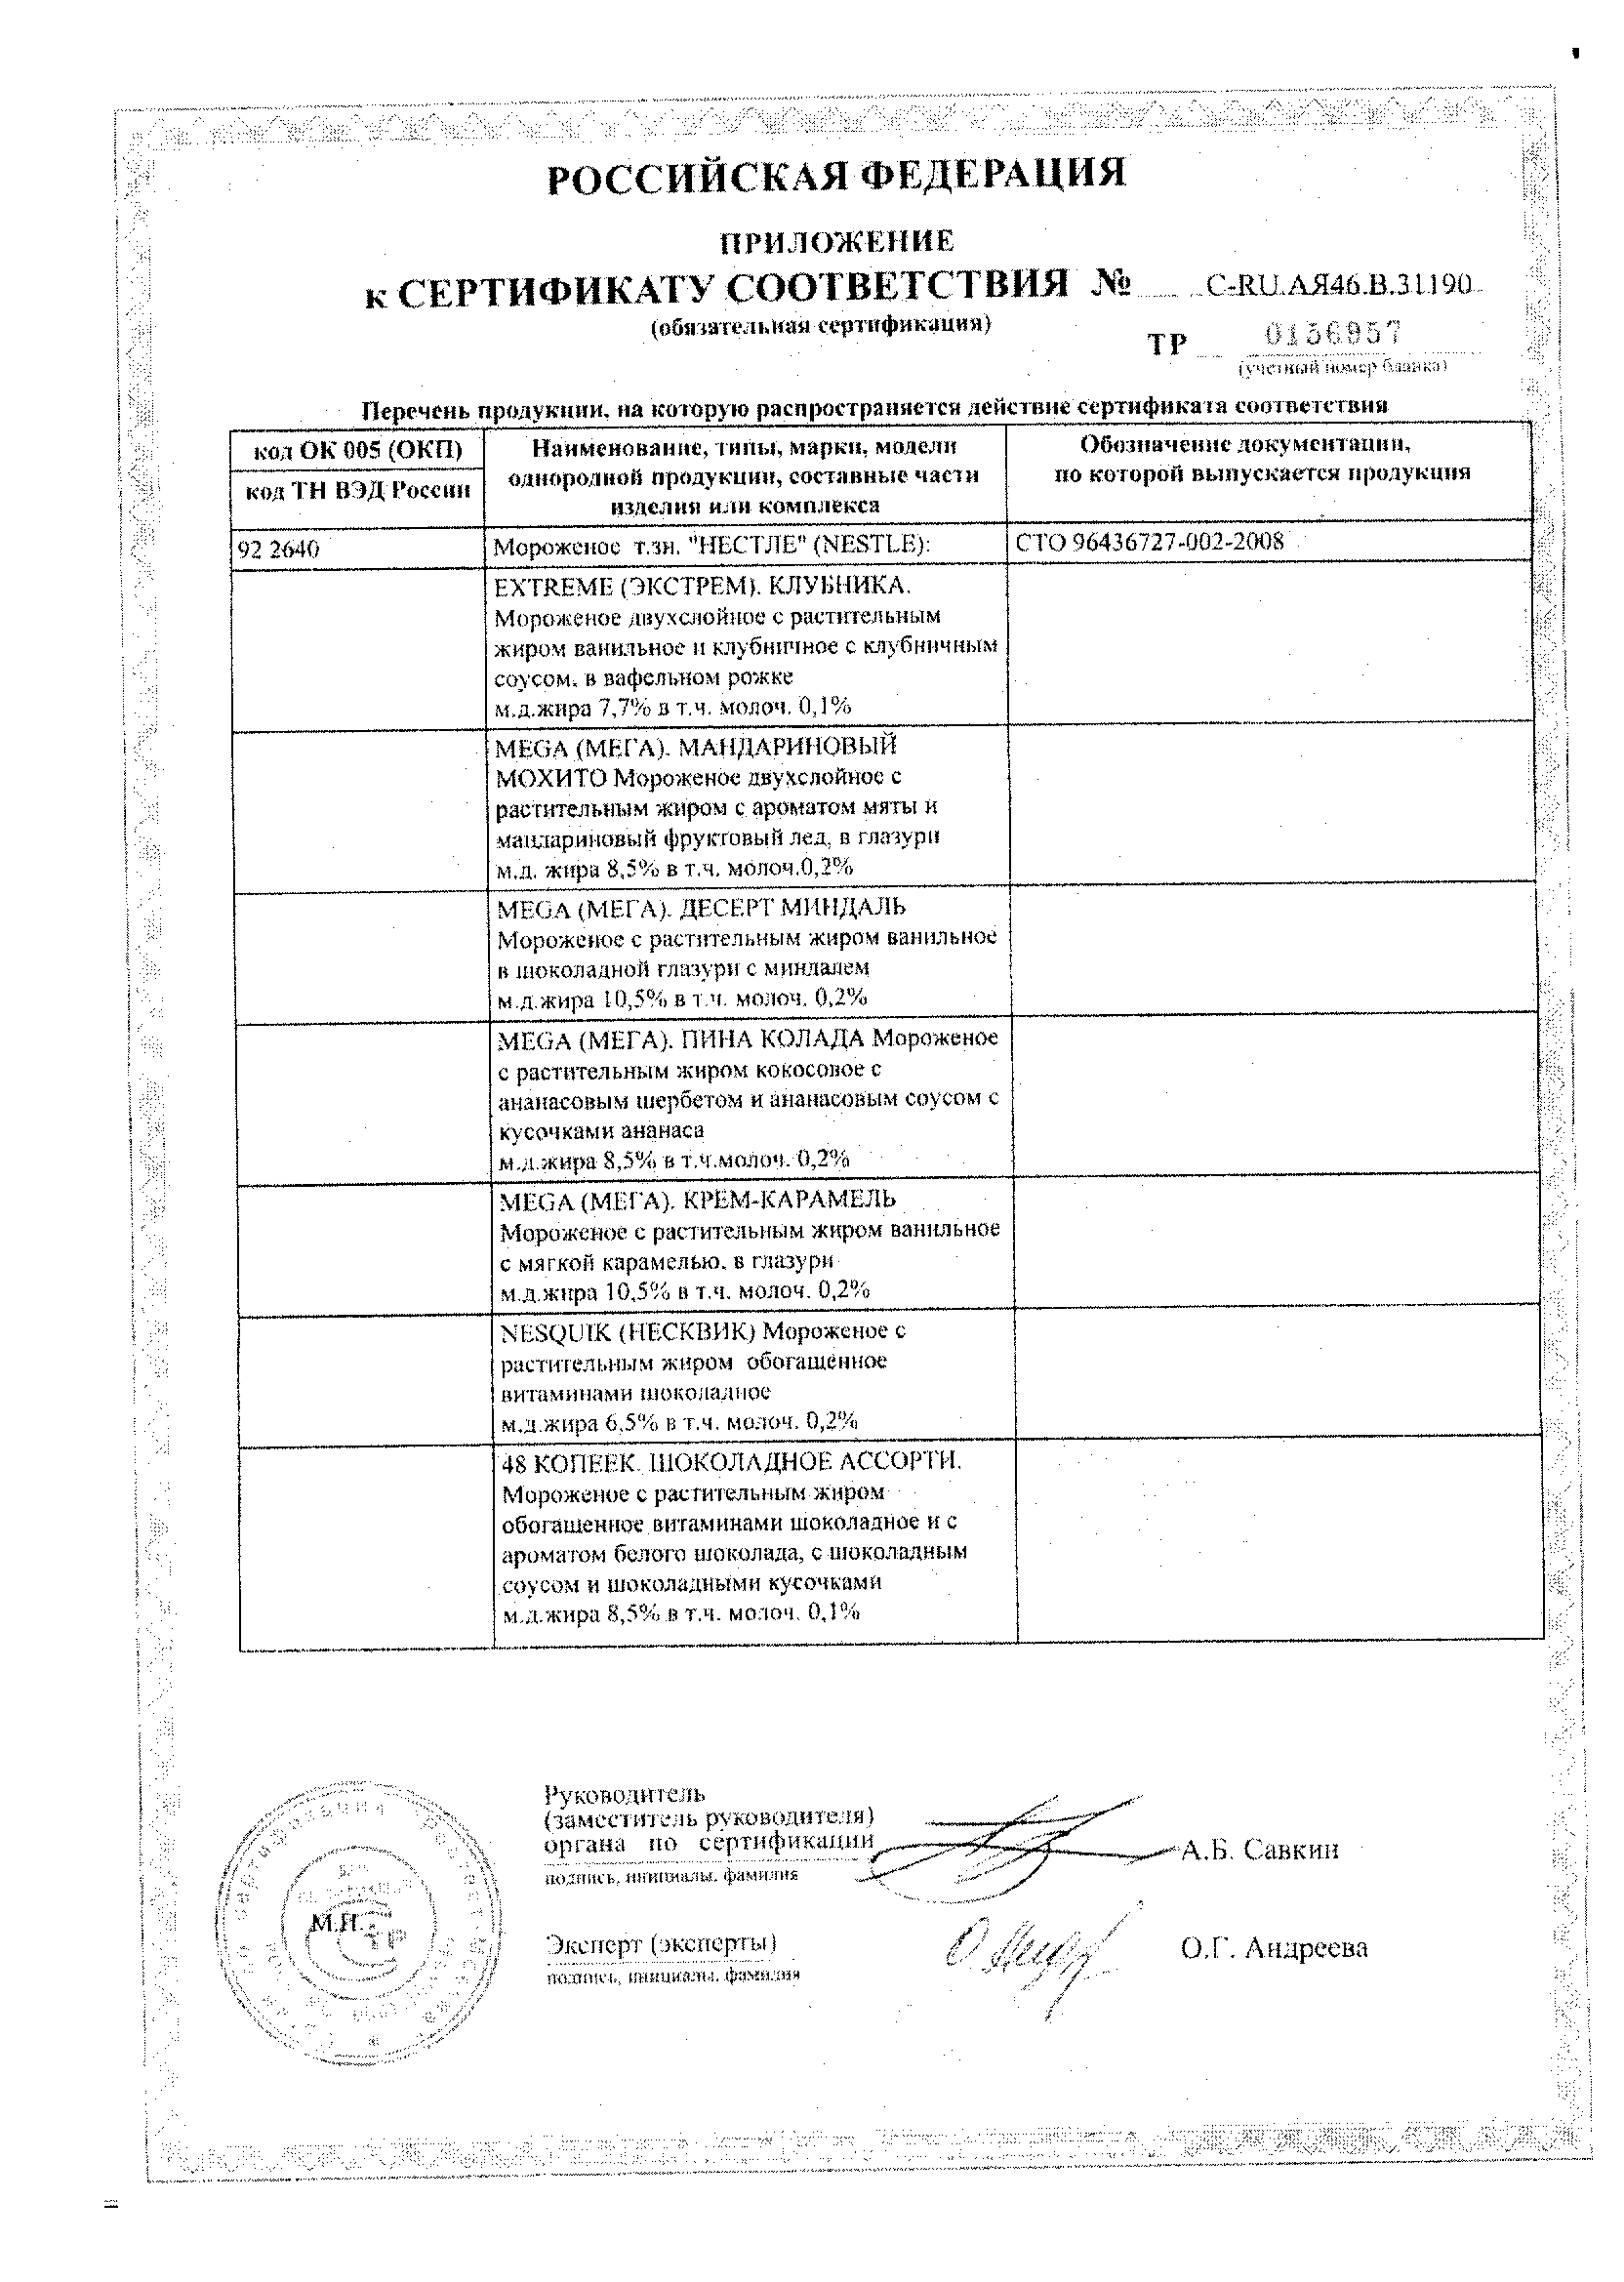 РОССИЙСКАЯ ФЕДЕРАЦИЯ
ПРИЛОЖЕНИЕ
к СЕРТИФИКАТУ СООТВЕТСТВИЯ № C-RU.АЯ46.В.31190
(обязательная сертификация)
ТР 0156957
(учетный номер бланка)
Перечень продукции, на которую распространяется действие сертификата соответствия
код ОК 005 (ОКП)
код ТН ВЭД России
Наименование, типы, марки, модели
однородной продукции, составные части
изделия или комплекса
Обозначение документации,
по которой выпускается продукция
92 2640
Мороженое т.зн. "НЕСТЛЕ" (NESTLE):
СТО 96436727-002-2008
EXTREME (ЭКСТРЕМ). КЛУБНИКА.
Мороженое двухслойное с растительным
жиром ванильное и клубничное с клубничным
соусом, в вафельном рожке
м.д.жира 7,7% в т.ч. молоч. 0,1%
MEGA (МЕГА). МАНДАРИНОВЫЙ
МОХИТО Мороженое двухслойное с
растительным жиром с ароматом мяты и
мандариновый фруктовый лед, в глазури
м.д. жира 8,5% в т.ч. молоч.0,2%
MEGA (МЕГА). ДЕСЕРТ МИНДАЛЬ
Мороженое с растительным жиром ванильное
в шоколадной глазури с миндалем
м.д.жира 10,5% в т.ч. молоч. 0,2%
MEGA (МЕГА). ПИНА КОЛАДА Мороженое
с растительным жиром кокосовое с
ананасовым шербетом и ананасовым соусом с
кусочками ананаса
м.д.жира 8,5% в т.ч.молоч. 0,2%
MEGA (МЕГА). КРЕМ-КАРАМЕЛЬ
Мороженое с растительным жиром ванильное
с мягкой карамелью, в глазури
м.д.жира 10,5% в т.ч. молоч. 0,2%
NESQUIK (НЕСКВИК) Мороженое с
растительным жиром обогащенное
витаминами шоколадное
м.д.жира 6,5% в т.ч. молоч. 0,2%
48 КОПЕЕК. ШОКОЛАДНОЕ АССОРТИ.
Мороженое с растительным жиром
обогащенное витаминами шоколадное и с
ароматом белого шоколада, с шоколадным
соусом и шоколадными кусочками
м.д.жира 8,5% в т.ч. молоч. 0,1%
Руководитель
(заместитель руководителя)
органа по сертификации
подпись, инициалы, фамилия
А.Б. Савкин
М.П.
Эксперт (эксперты)
подпись, инициалы, фамилия
О.Г. Андреева